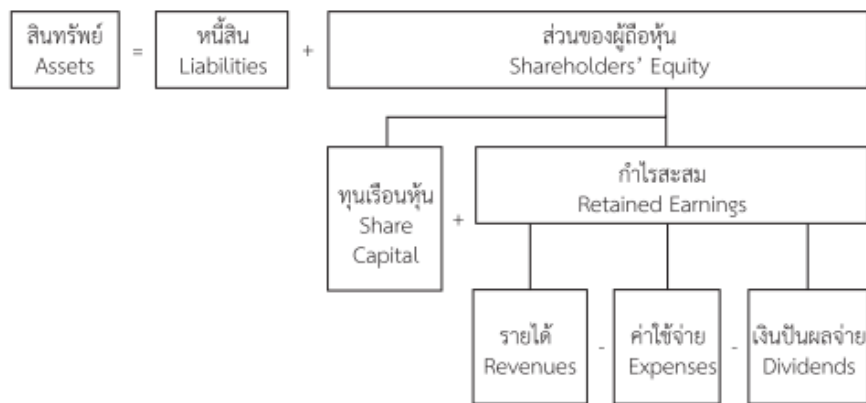 สินทรัพย์
Assets
=
หนี้สิน
Liabilities
+
ส่วนของผู้ถือหุ้น
Shareholders’ Equity
ทุนเรือนหุ้น
Share
Capital
+
กำไรสะสม
Retained Earnings
รายได้
Revenues
-
ค่าใช้จ่าย
Expenses
-
เงินปันผลจ่าย
Dividends